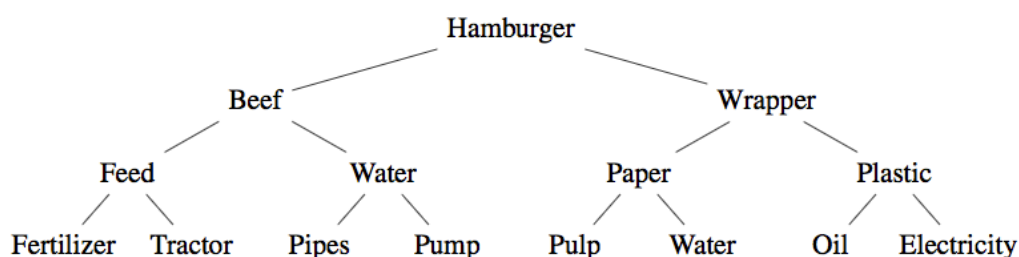 Hamburger
Beef Wrapper
Feed Water Paper Plastic
Fertilizer Tractor Pipes Pump Pulp Water Oil Electricity